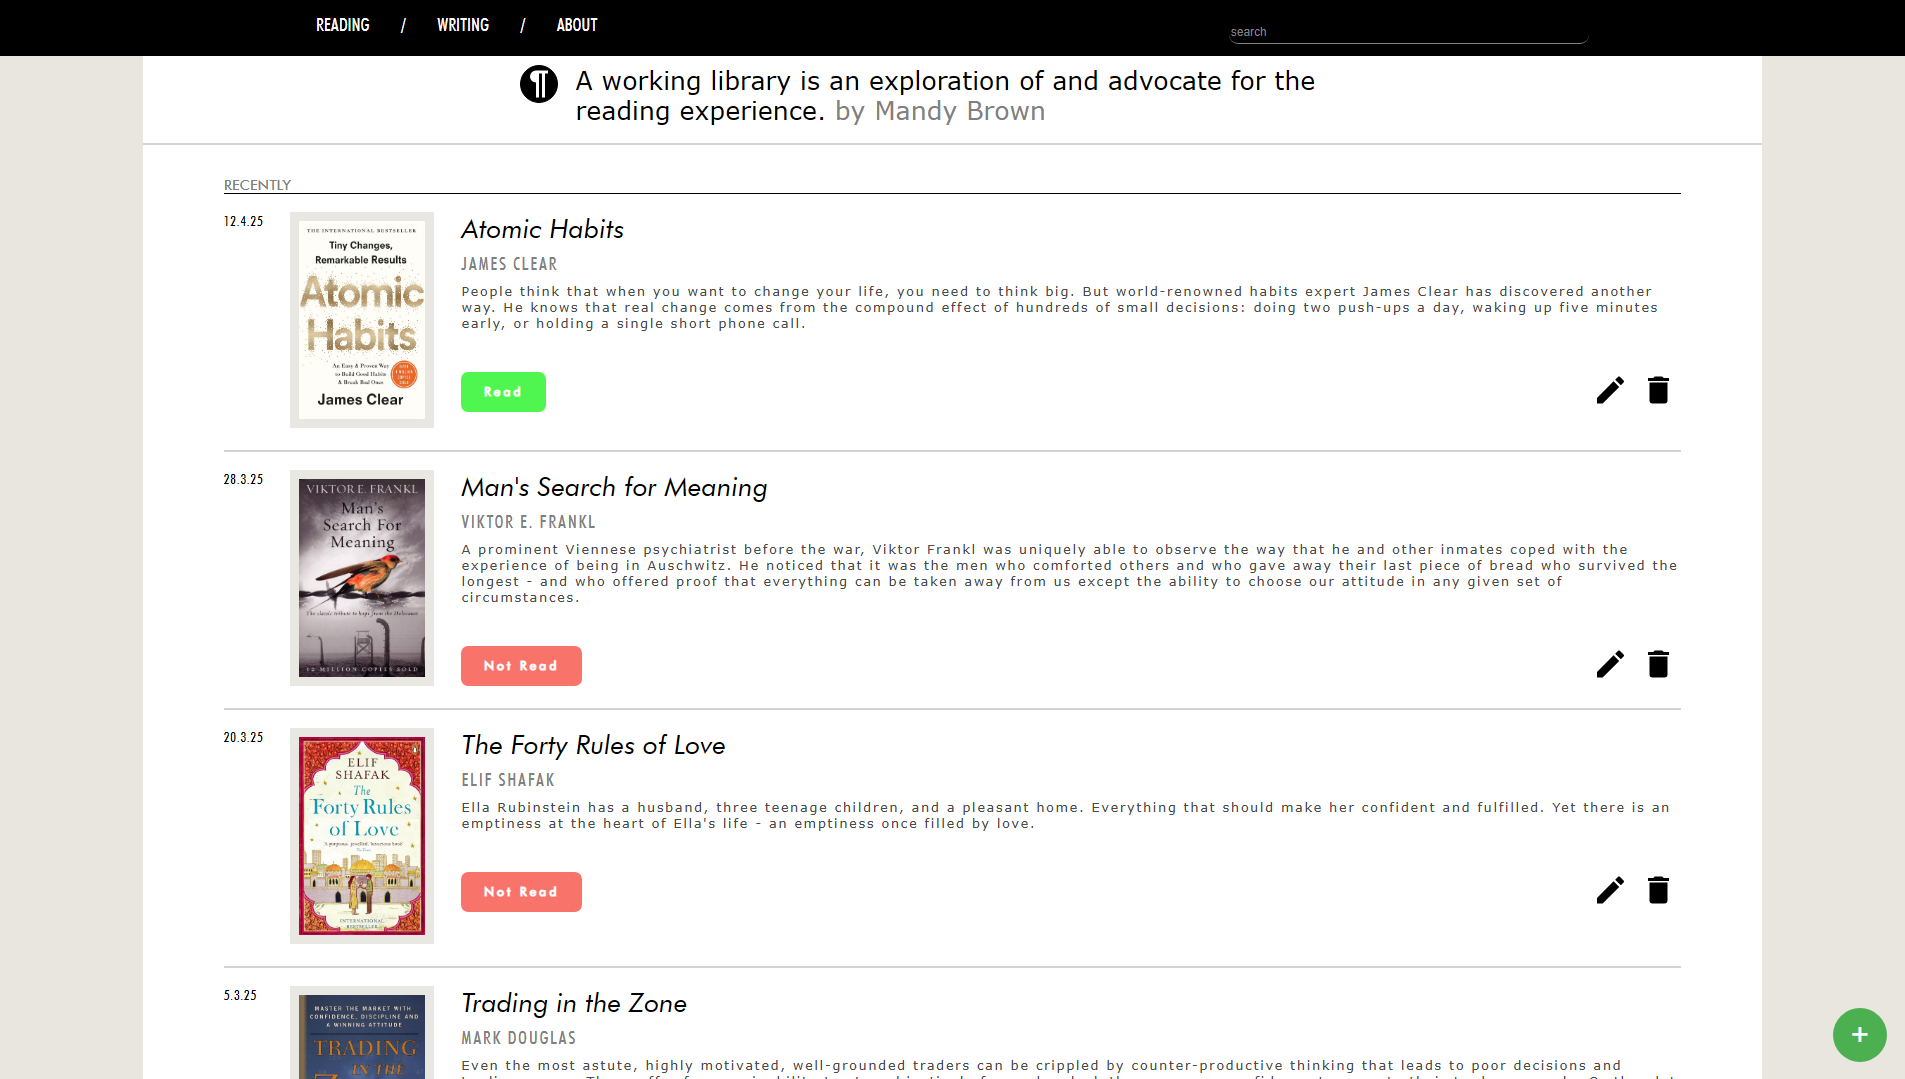 READING / WRITING / ABOUT
search
A working library is an exploration of and advocate for the
reading experience. by Mandy Brown
RECENTLY
12.4.25
THE INTERNATIONAL BESTSELLER
Tiny Changes,
Remarkable Results
Atomic
Habits
An Easy & Proven Way
to Build Good Habits
& Break Bad Ones
James Clear
Atomic Habits
JAMES CLEAR
People think that when you want to change your life, you need to think big. But world-renowned habits expert James Clear has discovered another
way. He knows that real change comes from the compound effect of hundreds of small decisions: doing two push-ups a day, waking up five minutes
early, or holding a single short phone call.
Read
28.3.25
VIKTOR E. FRANKL
Man's
Search For
Meaning
The classic tribute to hope from the Holocaust
12 MILLION COPIES SOLD
Man's Search for Meaning
VIKTOR E. FRANKL
A prominent Viennese psychiatrist before the war, Viktor Frankl was uniquely able to observe the way that he and other inmates coped with the
experience of being in Auschwitz. He noticed that it was the men who comforted others and who gave away their last piece of bread who survived the
longest - and who offered proof that everything can be taken away from us except the ability to choose our attitude in any given set of
circumstances.
Not Read
20.3.25
ELIF
SHAFAK
The
Forty Rules
of Love
INTERNATIONAL
BESTSELLER
The Forty Rules of Love
ELIF SHAFAK
Ella Rubinstein has a husband, three teenage children, and a pleasant home. Everything that should make her confident and fulfilled. Yet there is an
emptiness at the heart of Ella's life - an emptiness once filled by love.
Not Read
5.3.25
MASTER THE MARKET WITH
CONFIDENCE, DISCIPLINE AND
A WINNING ATTITUDE
TRADING
IN THE
Trading in the Zone
MARK DOUGLAS
Even the most astute, highly motivated, well-grounded traders can be crippled by counter-productive thinking that leads to poor decisions and
+